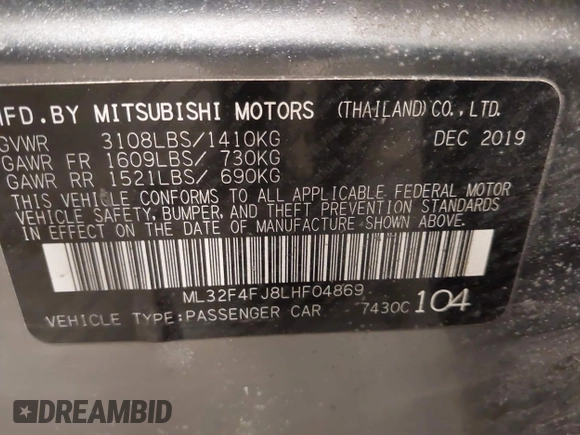 MFD.BY MITSUBISHI MOTORS (THAILAND) CO., LTD.
GVWR 3108LBS/1410KG DEC 2019
GAWR FR 1609LBS/ 730KG
GAWR RR 1521LBS/ 690KG
THIS VEHICLE CONFORMS TO ALL APPLICABLE FEDERAL MOTOR
VEHICLE SAFETY, BUMPER, AND THEFT PREVENTION STANDARDS
IN EFFECT ON THE DATE OF MANUFACTURE SHOWN ABOVE.
ML32F4FJ8LHF04869
VEHICLE TYPE:PASSENGER CAR 7430C 104
DREAMBID